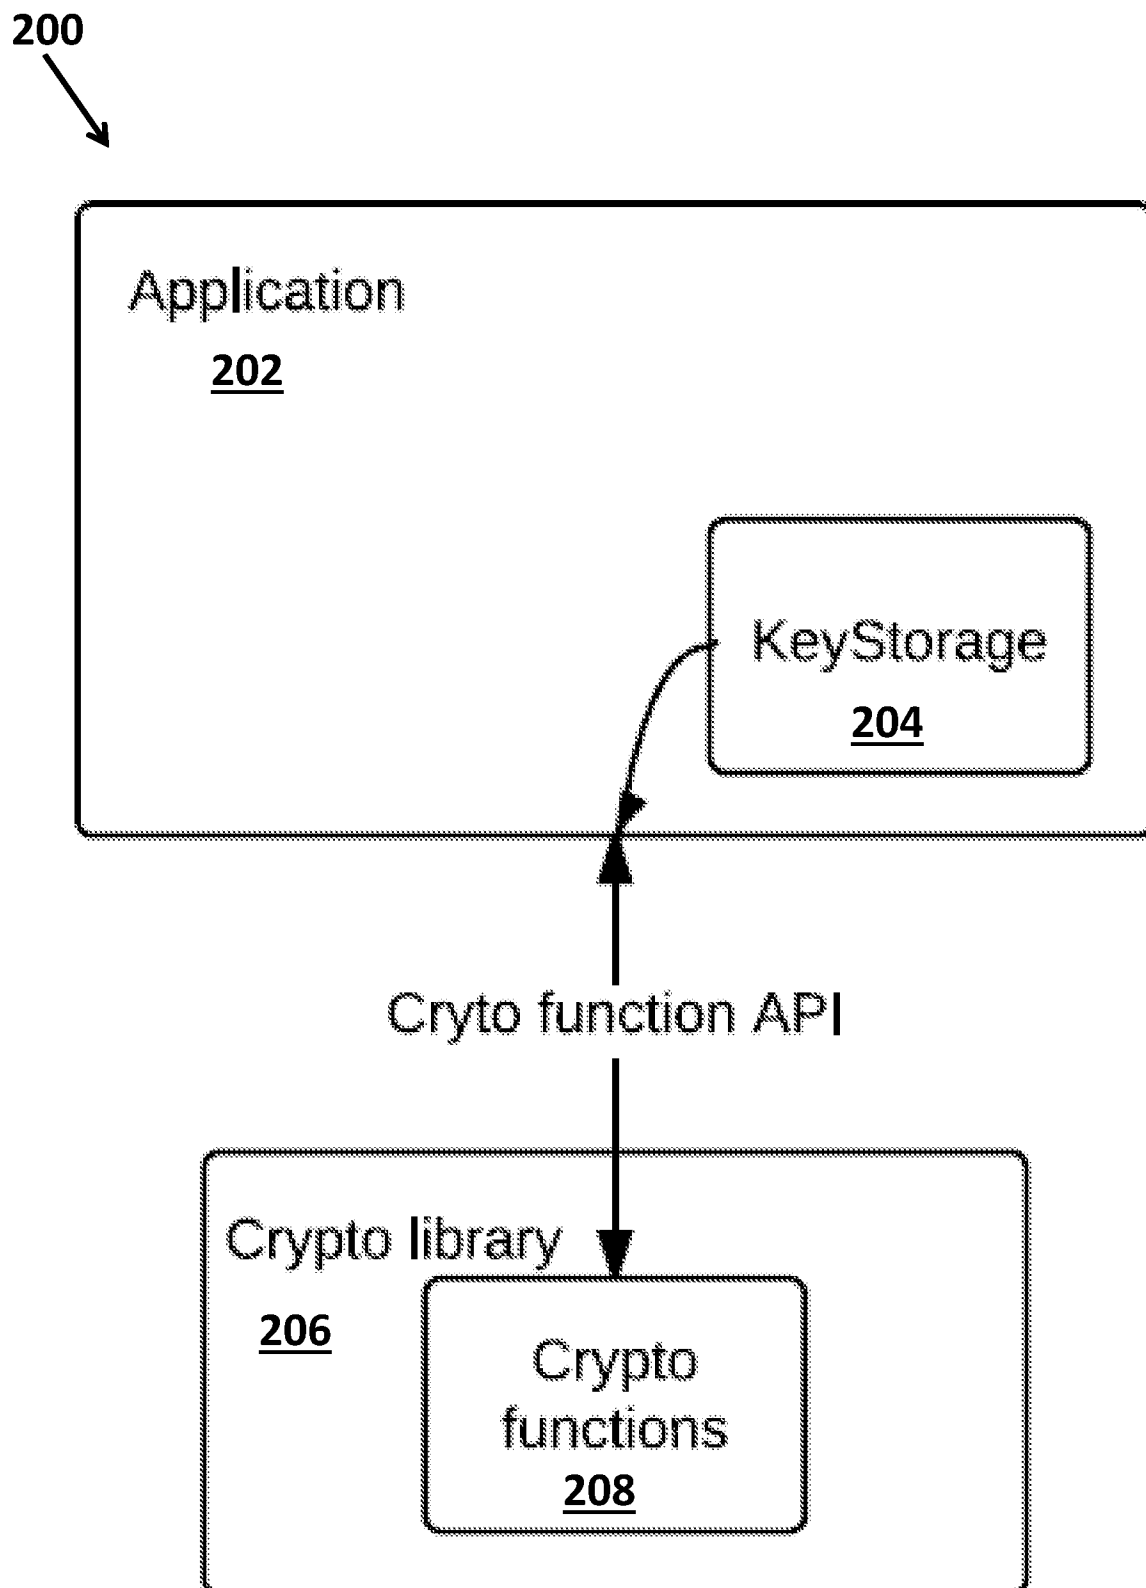 200
Application
202
KeyStorage
204
Cryto function API
Crypto library
206
Crypto
functions
208